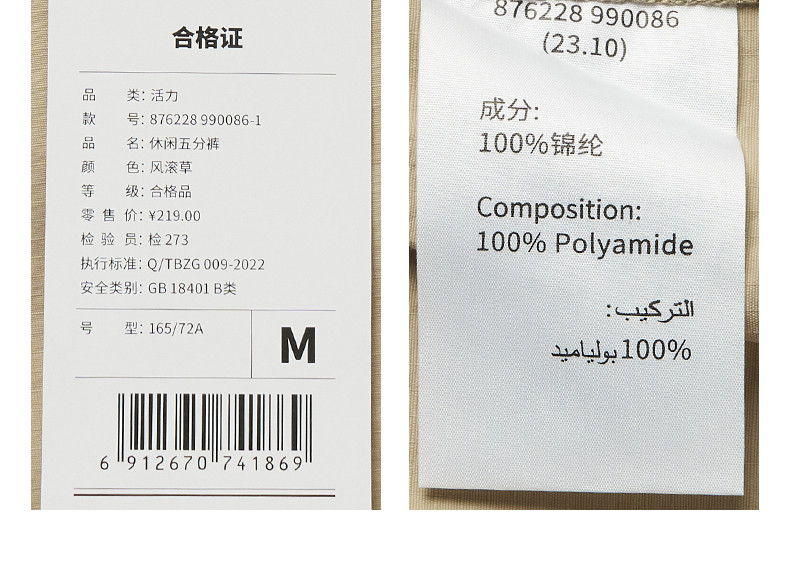 合格证
品 类: 活力
款 号: 876228 990086-1
品 名: 休闲五分裤
颜 色: 风滚草
等 级: 合格品
零 售 价: ¥219.00
检 验 员: 检 273
执行标准: Q/TBZG 009-2022
安全类别: GB 18401 B类
号 型: 165/72A
M
6 912670 741869
876228 990086
(23.10)
成分:
100%锦纶
Composition:
100% Polyamide
التركيب:
100% بولياميد